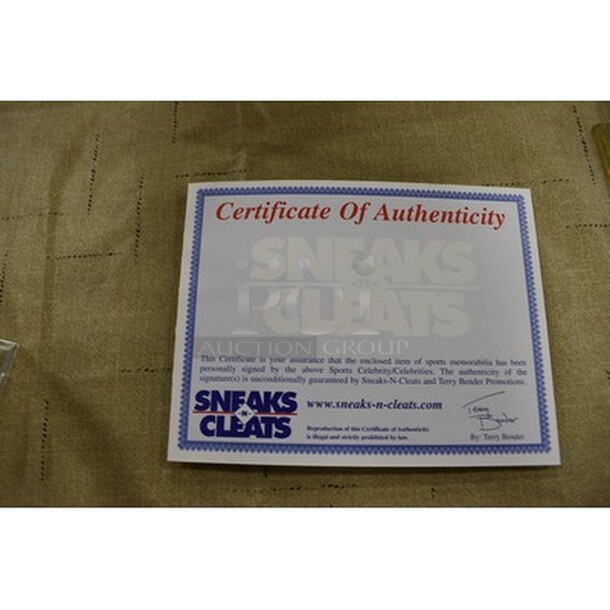 Certificate Of Authenticity
SNEAKS
-N-
CLEATS
PCI
AUCTION GROUP
This Certificate is your assurance that the enclosed item of sports memorabilia has been
personally signed by the above Sports Celebrity/Celebrities. The authenticity of the
signature(s) is unconditionally guaranteed by Sneaks-N-Cleats and Terry Bender Promotions.
SNEAKS
-N-
CLEATS
www.sneaks-n-cleats.com
Reproduction of this Certificate of Authenticity
is illegal and strictly prohibited by law.
Terry
Bender
By: Terry Bender